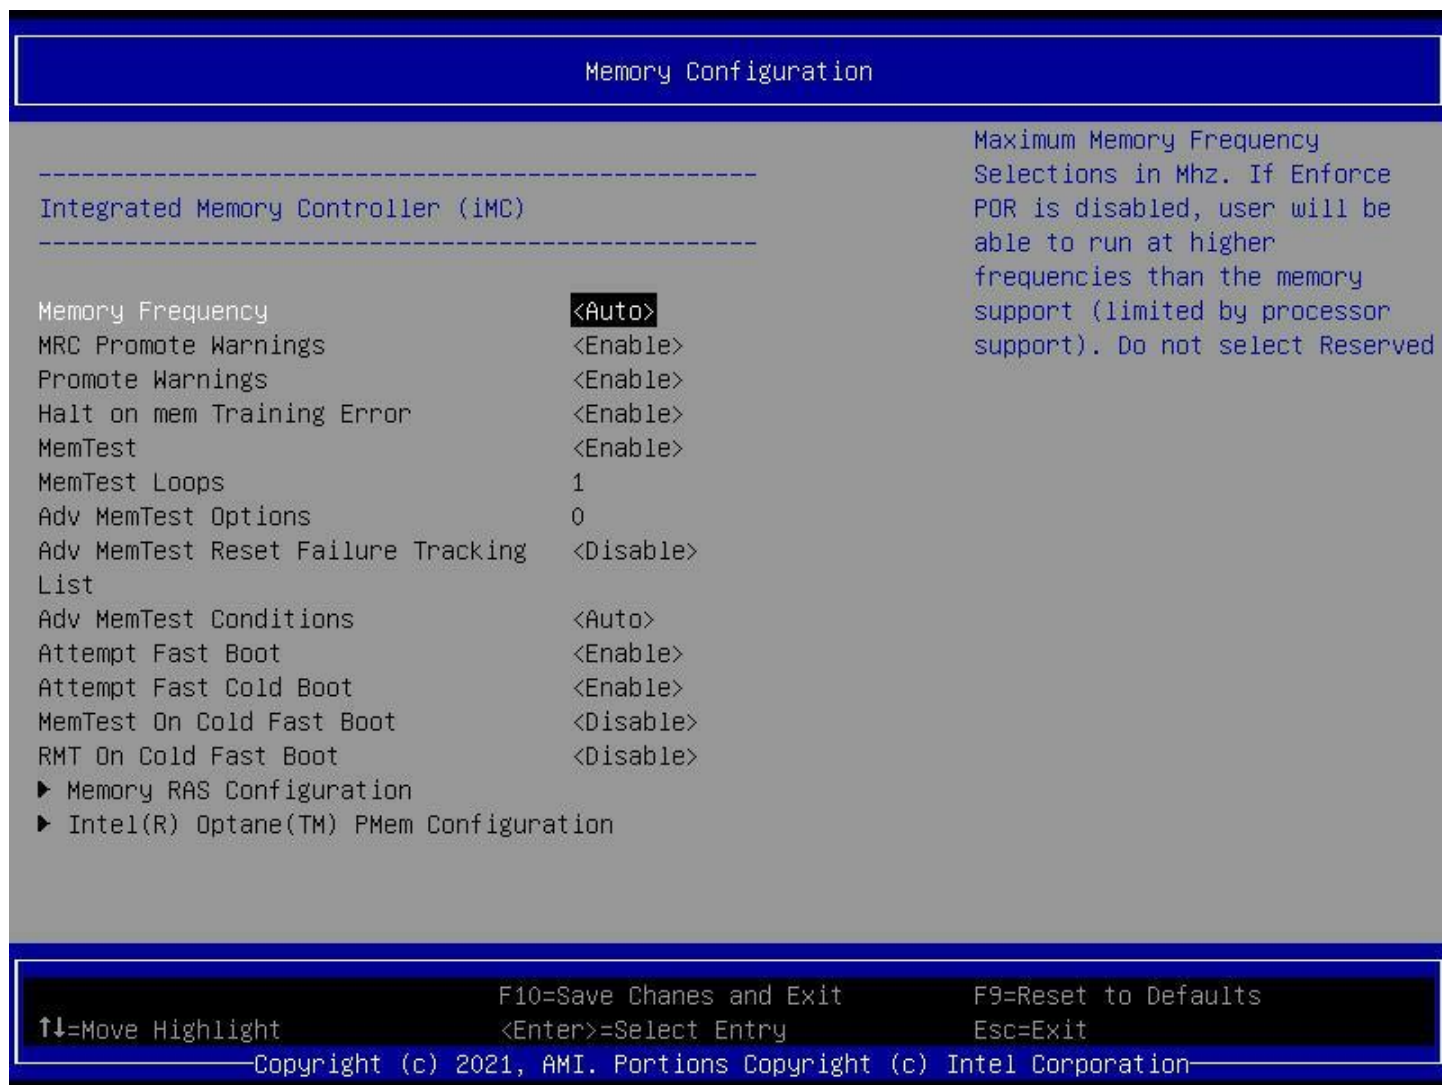 Memory Configuration
Maximum Memory Frequency
Selections in Mhz. If Enforce
POR is disabled, user will be
able to run at higher
frequencies than the memory
support (limited by processor
support). Do not select Reserved
--------------------------------------------------
Integrated Memory Controller (iMC)
--------------------------------------------------
Memory Frequency <Auto>
MRC Promote Warnings <Enable>
Promote Warnings <Enable>
Halt on mem Training Error <Enable>
MemTest <Enable>
MemTest Loops 1
Adv MemTest Options 0
Adv MemTest Reset Failure Tracking <Disable>
List
Adv MemTest Conditions <Auto>
Attempt Fast Boot <Enable>
Attempt Fast Cold Boot <Enable>
MemTest On Cold Fast Boot <Disable>
RMT On Cold Fast Boot <Disable>
▶ Memory RAS Configuration
▶ Intel(R) Optane(TM) PMem Configuration
F10=Save Chanes and Exit F9=Reset to Defaults
↑↓=Move Highlight <Enter>=Select Entry Esc=Exit
Copyright (c) 2021, AMI. Portions Copyright (c) Intel Corporation